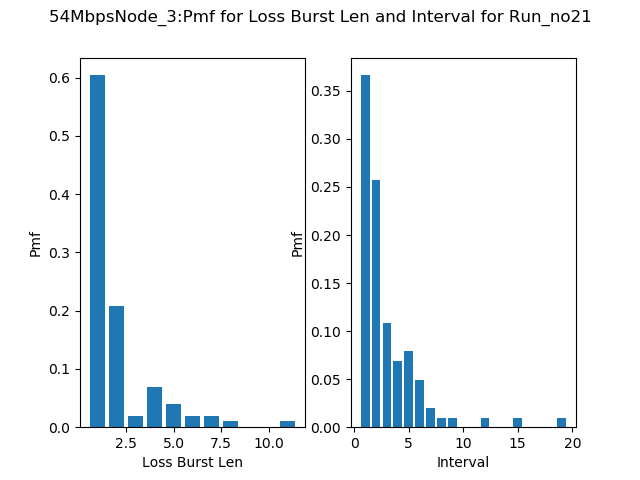 54MbpsNode_3:Pmf for Loss Burst Len and Interval for Run_no21
0.6
0.5
0.4
0.3
0.2
0.1
0.0
Pmf
2.5 5.0 7.5 10.0
Loss Burst Len
0.35
0.30
0.25
0.20
0.15
0.10
0.05
0.00
Pmf
0 5 10 15 20
Interval